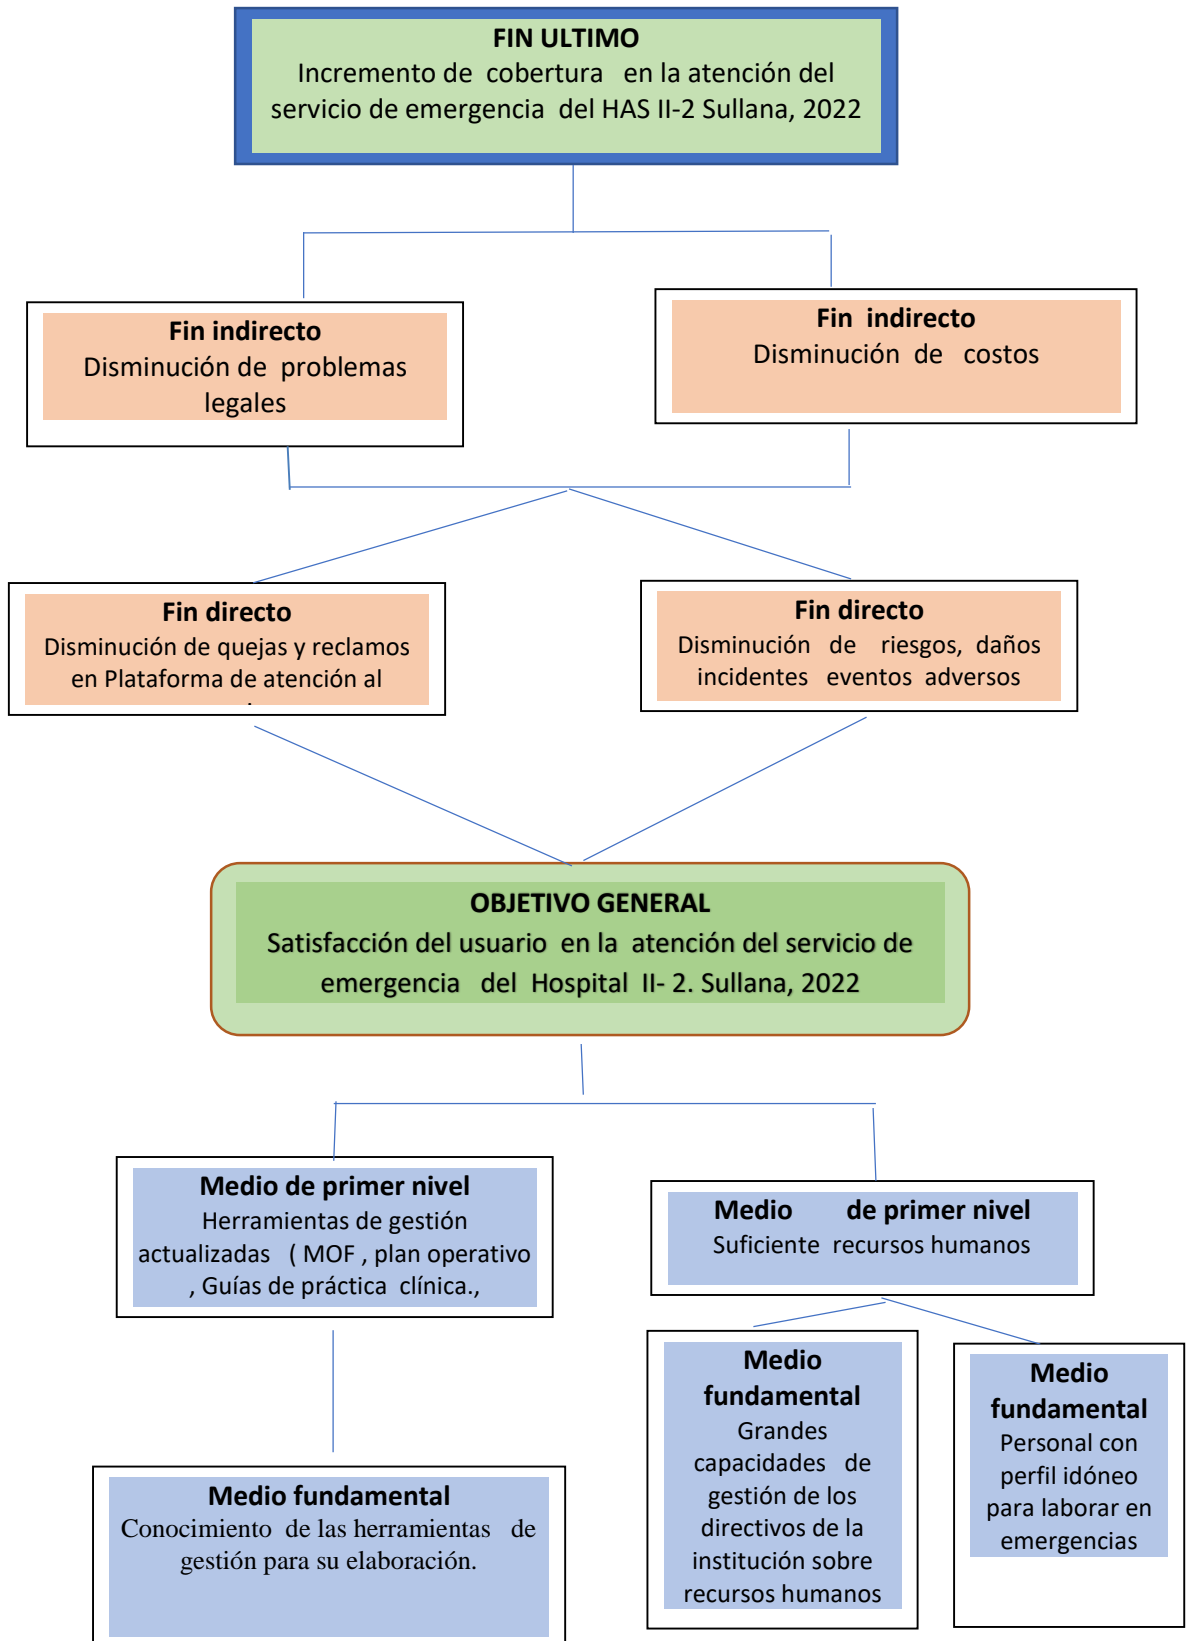 FIN ULTIMO
Incremento de cobertura en la atención del
servicio de emergencia del HAS II-2 Sullana, 2022
Fin indirecto
Disminución de problemas
legales
Fin indirecto
Disminución de costos
Fin directo
Disminución de quejas y reclamos
en Plataforma de atención al
Fin directo
Disminución de riesgos, daños
incidentes eventos adversos
OBJETIVO GENERAL
Satisfacción del usuario en la atención del servicio de
emergencia del Hospital II- 2. Sullana, 2022
Medio de primer nivel
Herramientas de gestión
actualizadas ( MOF , plan operativo
, Guías de práctica clínica.,
Medio de primer nivel
Suficiente recursos humanos
Medio fundamental
Conocimiento de las herramientas de
gestión para su elaboración.
Medio
fundamental
Grandes
capacidades de
gestión de los
directivos de la
institución sobre
recursos humanos
Medio
fundamental
Personal con
perfil idóneo
para laborar en
emergencias